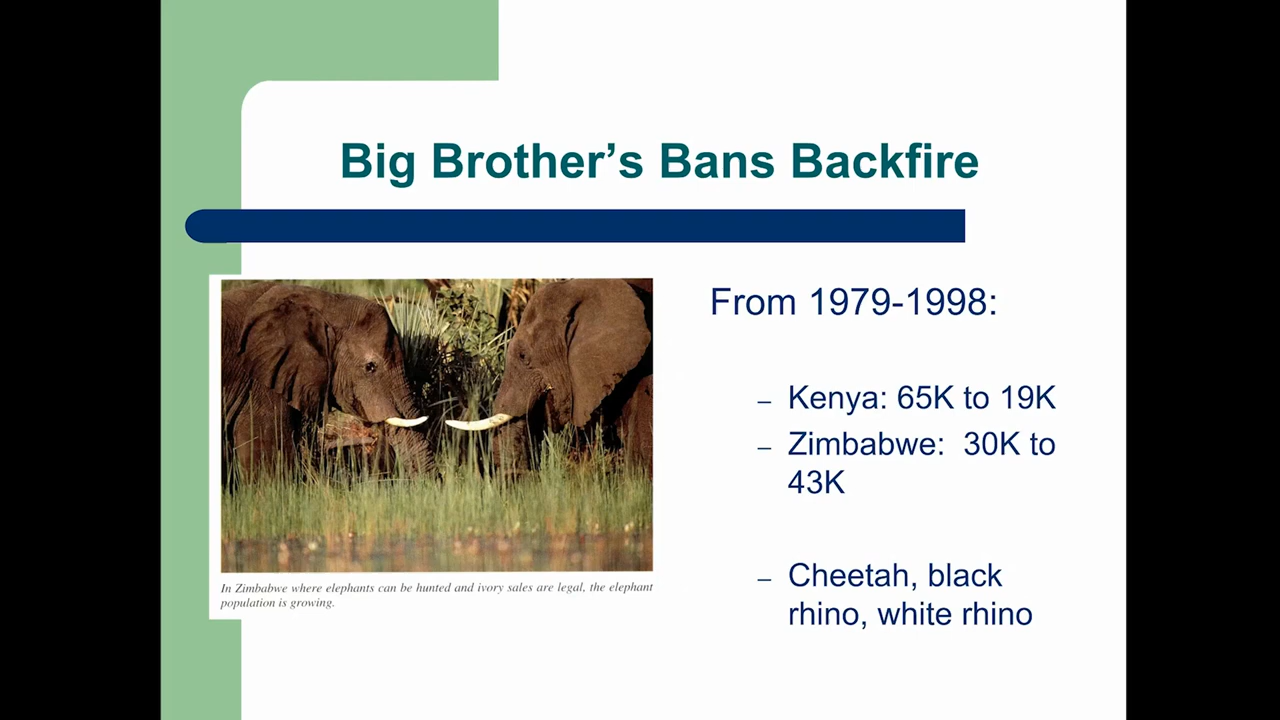 Big Brother’s Bans Backfire
From 1979-1998:
– Kenya: 65K to 19K
– Zimbabwe:  30K to
43K
– Cheetah, black
rhino, white rhino
In Zimbabwe where elephants can be hunted and ivory sales are legal, the elephant
population is growing.